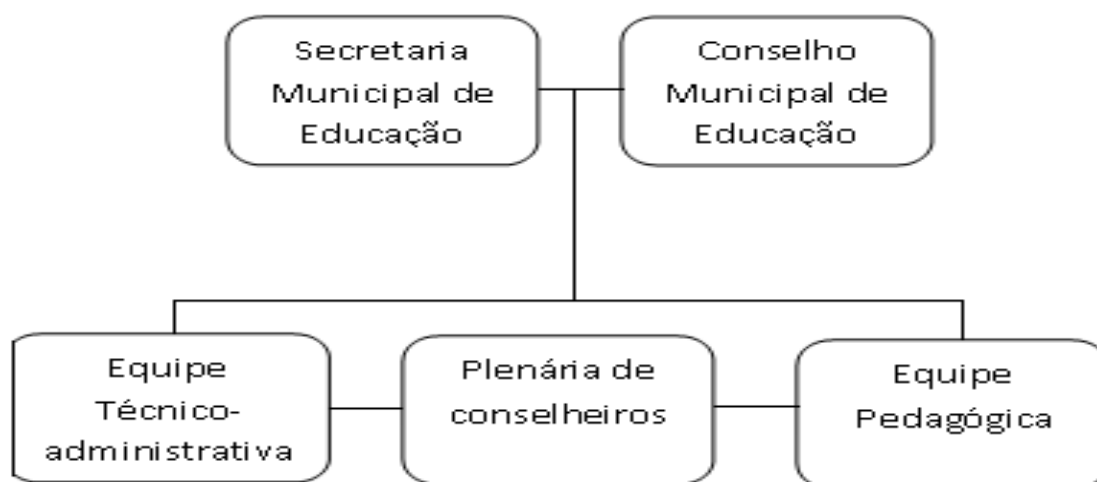 Secretaria
Municipal de
Educação
Conselho
Municipal de
Educação
Equipe
Técnico-
administrativa
Plenária de
conselheiros
Equipe
Pedagógica